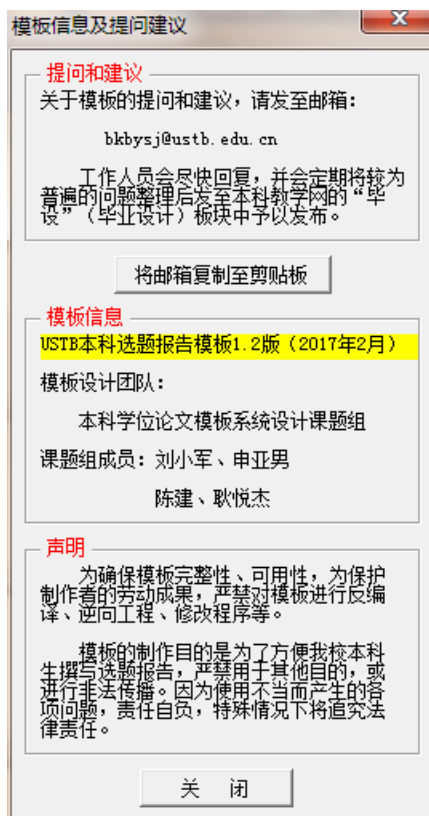 模板信息及提问建议
提问和建议
关于模板的提问和建议，请发至邮箱：
bkbysj@ustb.edu.cn
工作人员会尽快回复，并会定期将较为
普遍的问题整理后发至本科教学网的“毕
设”（毕业设计）板块中予以发布。
将邮箱复制至剪贴板
模板信息
USTB本科选题报告模板1.2版（2017年2月）
模板设计团队：
本科学位论文模板系统设计课题组
课题组成员：刘小军、申亚男
陈建、耿悦杰
声明
为确保模板完整性、可用性，为保护
制作者的劳动成果，严禁对模板进行反编
译、逆向工程、修改程序等。
模板的制作目的是为了方便我校本科
生撰写选题报告，严禁用于其他目的，或
进行非法传播。因为使用不当而产生的各
项问题，责任自负，特殊情况下将追究法
律责任。
关 闭